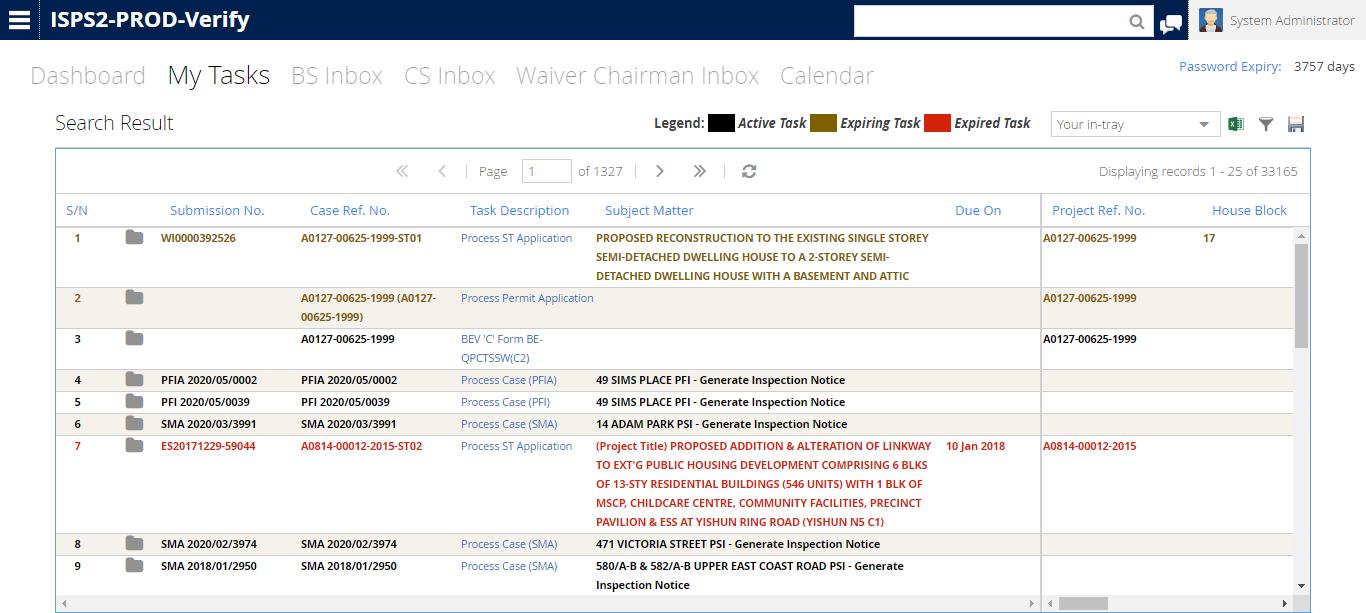 ISPS2-PROD-Verify
System Administrator
Dashboard My Tasks BS Inbox CS Inbox Waiver Chairman Inbox Calendar
Password Expiry: 3757 days
Search Result
Legend: Active Task Expiring Task Expired Task
Your in-tray
Page 1 of 1327
Displaying records 1 - 25 of 33165
S/N Submission No. Case Ref. No. Task Description Subject Matter Due On Project Ref. No. House Block
1 WI0000392526 A0127-00625-1999-ST01 Process ST Application PROPOSED RECONSTRUCTION TO THE EXISTING SINGLE STOREY A0127-00625-1999 17
SEMI-DETACHED DWELLING HOUSE TO A 2-STOREY SEMI-
DETACHED DWELLING HOUSE WITH A BASEMENT AND ATTIC
2 A0127-00625-1999 (A0127- Process Permit Application A0127-00625-1999
00625-1999)
3 A0127-00625-1999 BEV 'C' Form BE- A0127-00625-1999
QPCTSSW(C2)
4 PFIA 2020/05/0002 PFIA 2020/05/0002 Process Case (PFIA) 49 SIMS PLACE PFI - Generate Inspection Notice
5 PFI 2020/05/0039 PFI 2020/05/0039 Process Case (PFI) 49 SIMS PLACE PFI - Generate Inspection Notice
6 SMA 2020/03/3991 SMA 2020/03/3991 Process Case (SMA) 14 ADAM PARK PSI - Generate Inspection Notice
7 ES20171229-59044 A0814-00012-2015-ST02 Process ST Application (Project Title) PROPOSED ADDITION & ALTERATION OF LINKWAY 10 Jan 2018 A0814-00012-2015
TO EXT'G PUBLIC HOUSING DEVELOPMENT COMPRISING 6 BLKS
OF 13-STY RESIDENTIAL BUILDINGS (546 UNITS) WITH 1 BLK OF
MSCP, CHILDCARE CENTRE, COMMUNITY FACILITIES, PRECINCT
PAVILION & ESS AT YISHUN RING ROAD (YISHUN N5 C1)
8 SMA 2020/02/3974 SMA 2020/02/3974 Process Case (SMA) 471 VICTORIA STREET PSI - Generate Inspection Notice
9 SMA 2018/01/2950 SMA 2018/01/2950 Process Case (SMA) 580/A-B & 582/A-B UPPER EAST COAST ROAD PSI - Generate
Inspection Notice